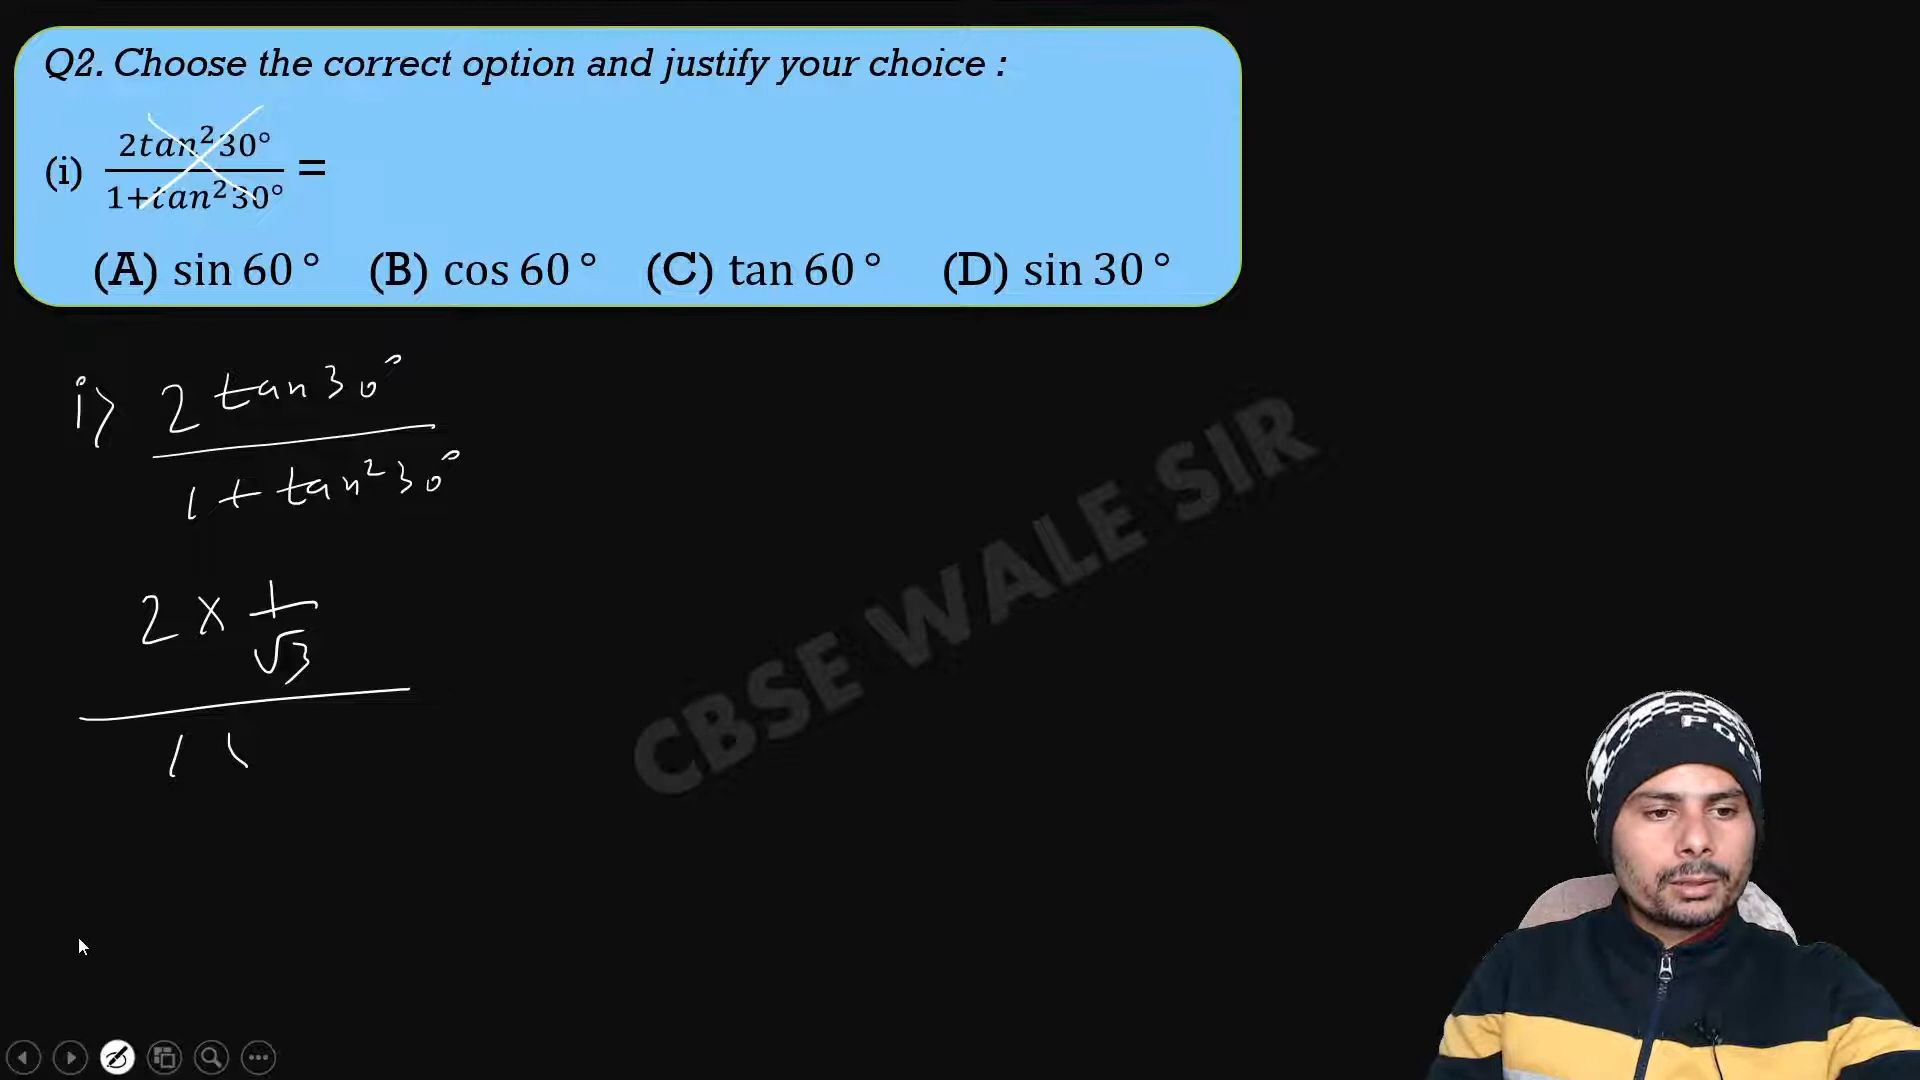 Q2. Choose the correct option and justify your choice :
(i) 2tan²30° / 1+tan²30° =
(A) sin 60° (B) cos 60° (C) tan 60° (D) sin 30°
i) 2 tan 30°
1 + tan² 30°
2 × 1/√3
CBSE WALE SIR